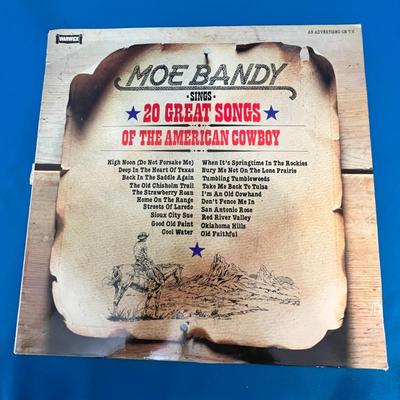 WARWICK
AS ADVERTISED ON T.V.
MOE BANDY
·SINGS·
20 GREAT SONGS
OF THE AMERICAN COWBOY
High Noon (Do Not Forsake Me)
Deep In The Heart Of Texas
Back In The Saddle Again
The Old Chisholm Trail
The Strawberry Roan
Home On The Range
Streets Of Laredo
Sioux City Sue
Good Old Paint
Cool Water
When It's Springtime In The Rockies
Bury Me Not On The Lone Prairie
Tumbling Tumbleweeds
Take Me Back To Tulsa
I'm An Old Cowhand
Don't Fence Me In
San Antonio Rose
Red River Valley
Oklahoma Hills
Old Faithful